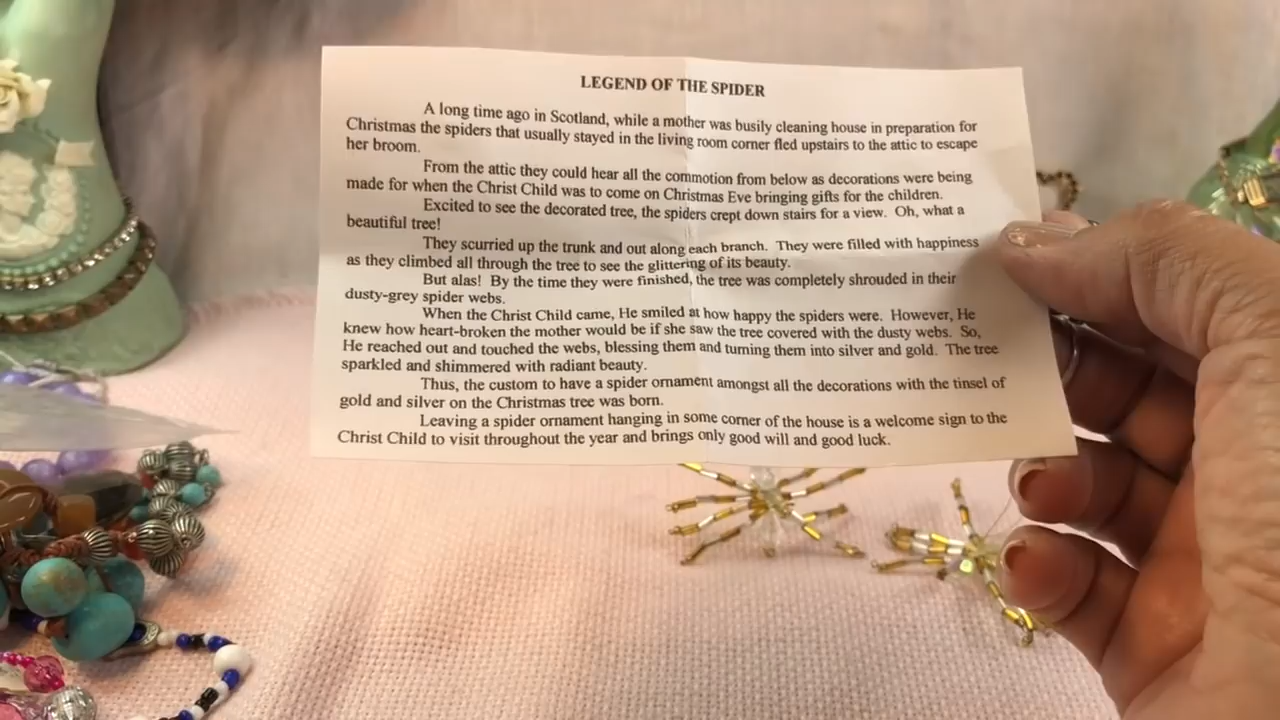 LEGEND OF THE SPIDER
A long time ago in Scotland, while a mother was busily cleaning house in preparation for
Christmas the spiders that usually stayed in the living room corner fled upstairs to the attic to escape
her broom.
From the attic they could hear all the commotion from below as decorations were being
made for when the Christ Child was to come on Christmas Eve bringing gifts for the children.
Excited to see the decorated tree, the spiders crept down stairs for a view. Oh, what a
beautiful tree!
They scurried up the trunk and out along each branch. They were filled with happiness
as they climbed all through the tree to see the glittering of its beauty.
But alas! By the time they were finished, the tree was completely shrouded in their
dusty-grey spider webs.
When the Christ Child came, He smiled at how happy the spiders were. However, He
knew how heart-broken the mother would be if she saw the tree covered with the dusty webs. So,
He reached out and touched the webs, blessing them and turning them into silver and gold. The tree
sparkled and shimmered with radiant beauty.
Thus, the custom to have a spider ornament amongst all the decorations with the tinsel of
gold and silver on the Christmas tree was born.
Leaving a spider ornament hanging in some corner of the house is a welcome sign to the
Christ Child to visit throughout the year and brings only good will and good luck.